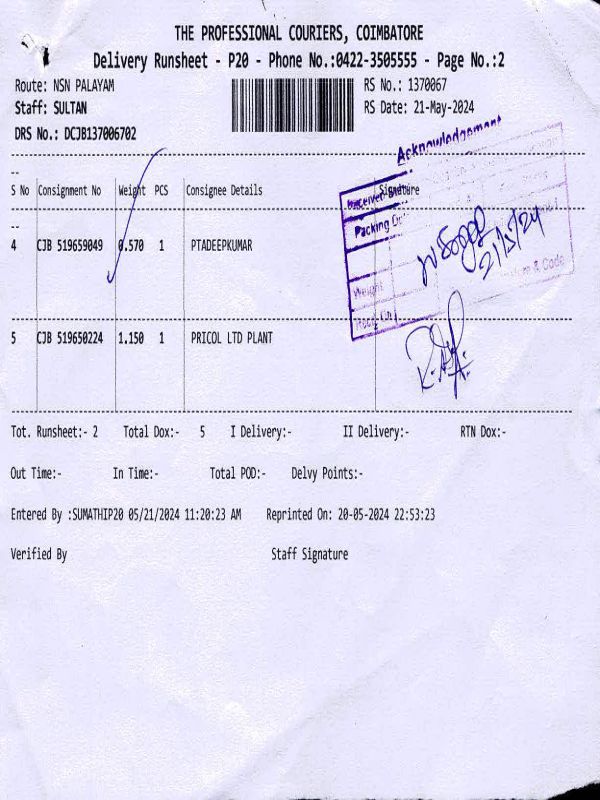 THE PROFESSIONAL COURIERS, COIMBATORE
Delivery Runsheet - P20 - Phone No.:0422-3505555 - Page No.:2
Route: NSN PALAYAM RS No.: 1370067
Staff: SULTAN RS Date: 21-May-2024
DRS No.: DCJB137006702
Acknowledgement
--
S No Consignment No Weight PCS Consignee Details Signature
Receiver
--
Packing
4 CJB 519659049 0.570 1 PTADEEPKUMAR
21/5/24
& Code
Weight
5 CJB 519650224 1.150 1 PRICOL LTD PLANT
Tot. Runsheet:- 2 Total Dox:- 5 I Delivery:- II Delivery:- RTN Dox:-
Out Time:- In Time:- Total POD:- Delvy Points:-
Entered By :SUMATHIP20 05/21/2024 11:20:23 AM Reprinted On: 20-05-2024 22:53:23
Verified By Staff Signature